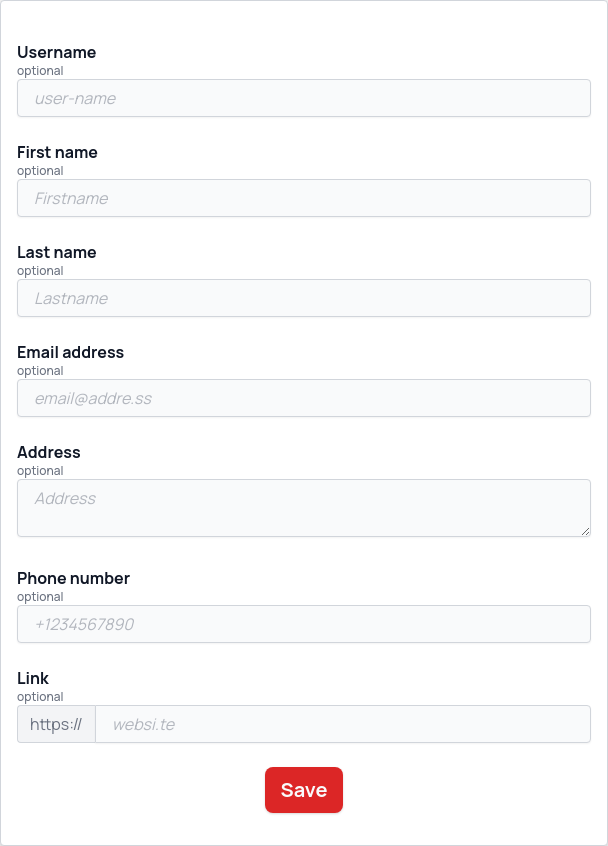 Username
optional
user-name
First name
optional
Firstname
Last name
optional
Lastname
Email address
optional
email@addre.ss
Address
optional
Address
Phone number
optional
+1234567890
Link
optional
https:// websi.te
Save